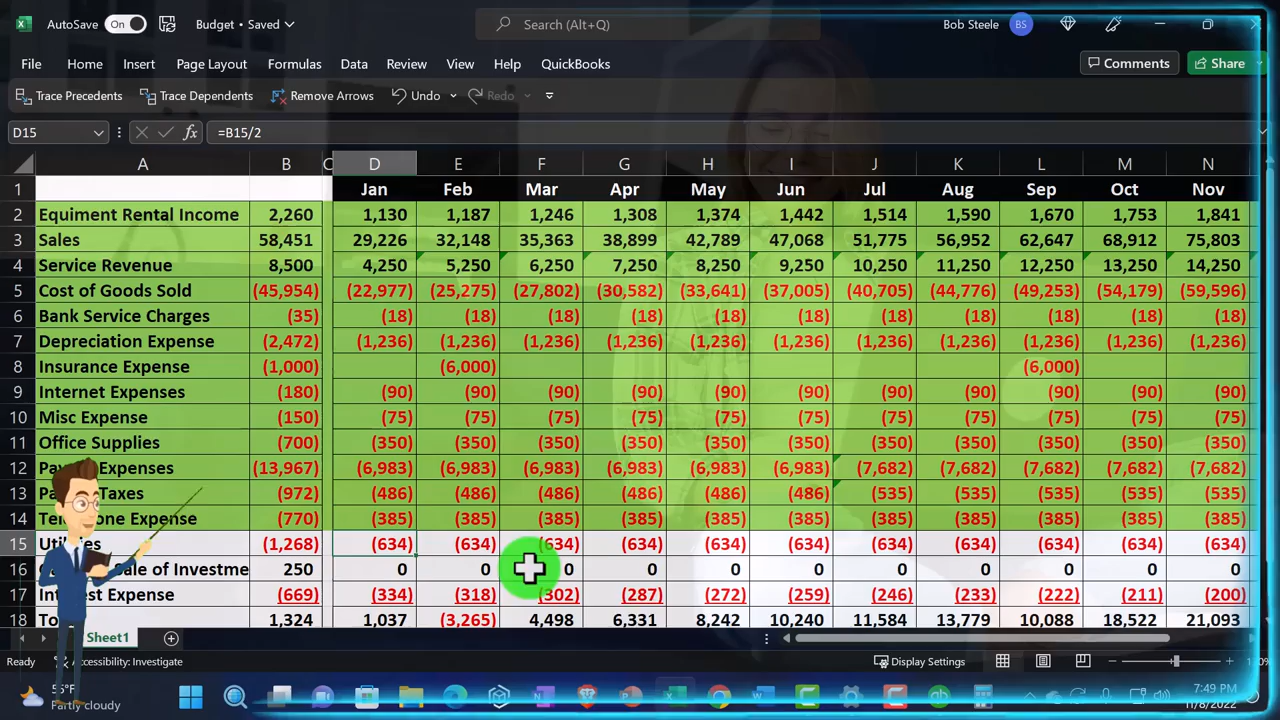 AutoSave On Budget • Saved Search (Alt+Q) Bob Steele BS
File Home Insert Page Layout Formulas Data Review View Help QuickBooks Comments Share
Trace Precedents Trace Dependents Remove Arrows Undo Redo
D15 fx =B15/2
A B C D E F G H I J K L M N
1 Jan Feb Mar Apr May Jun Jul Aug Sep Oct Nov
2 Equiment Rental Income 2,260 1,130 1,187 1,246 1,308 1,374 1,442 1,514 1,590 1,670 1,753 1,841
3 Sales 58,451 29,226 32,148 35,363 38,899 42,789 47,068 51,775 56,952 62,647 68,912 75,803
4 Service Revenue 8,500 4,250 5,250 6,250 7,250 8,250 9,250 10,250 11,250 12,250 13,250 14,250
5 Cost of Goods Sold (45,954) (22,977) (25,275) (27,802) (30,582) (33,641) (37,005) (40,705) (44,776) (49,253) (54,179) (59,596)
6 Bank Service Charges (35) (18) (18) (18) (18) (18) (18) (18) (18) (18) (18) (18)
7 Depreciation Expense (2,472) (1,236) (1,236) (1,236) (1,236) (1,236) (1,236) (1,236) (1,236) (1,236) (1,236) (1,236)
8 Insurance Expense (1,000) (6,000) (6,000)
9 Internet Expenses (180) (90) (90) (90) (90) (90) (90) (90) (90) (90) (90) (90)
10 Misc Expense (150) (75) (75) (75) (75) (75) (75) (75) (75) (75) (75) (75)
11 Office Supplies (700) (350) (350) (350) (350) (350) (350) (350) (350) (350) (350) (350)
12 Expenses (13,967) (6,983) (6,983) (6,983) (6,983) (6,983) (6,983) (7,682) (7,682) (7,682) (7,682) (7,682)
13 Taxes (972) (486) (486) (486) (486) (486) (486) (535) (535) (535) (535) (535)
14 Expense (770) (385) (385) (385) (385) (385) (385) (385) (385) (385) (385) (385)
15 (1,268) (634) (634) (634) (634) (634) (634) (634) (634) (634) (634) (634)
16 Sale of Investme 250 0 0 0 0 0 0 0 0 0 0 0
17 Expense (669) (334) (318) (302) (287) (272) (259) (246) (233) (222) (211) (200)
18 1,324 1,037 (3,265) 4,498 6,331 8,242 10,240 11,584 13,779 10,088 18,522 21,093
Sheet1
Ready Accessibility: Investigate Display Settings
55°F 7:49 PM
Partly cloudy 11/8/2022